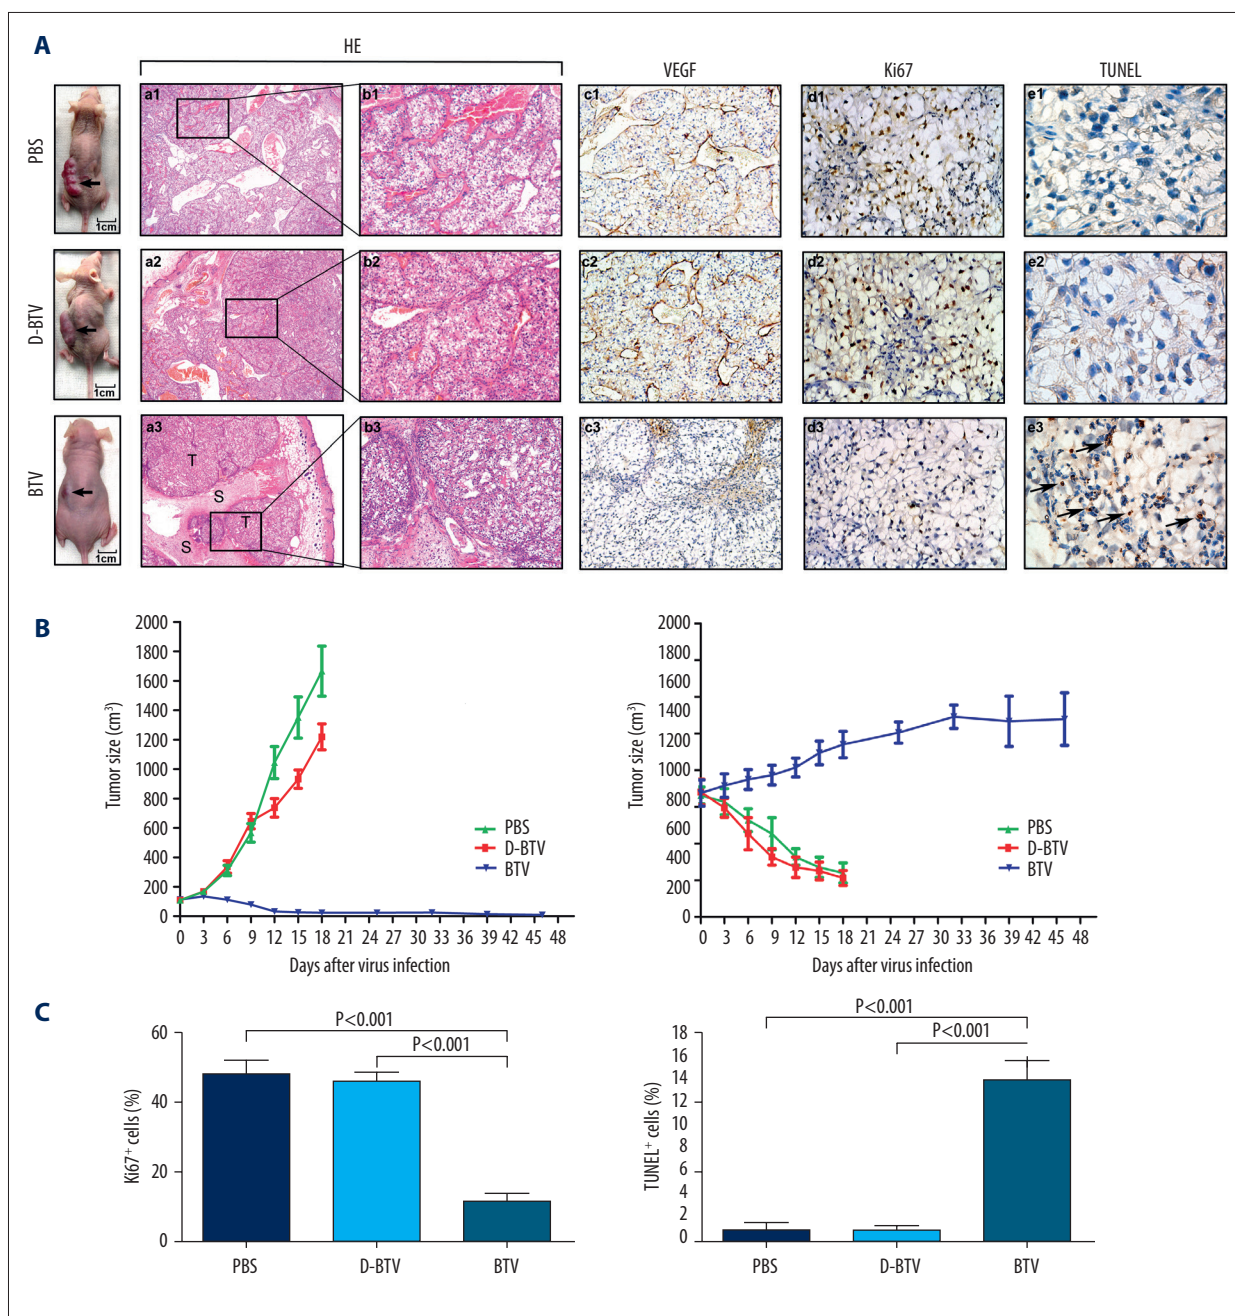 A
HE
VEGF
Ki67
TUNEL
PBS
1cm
a1
b1
c1
d1
e1
D-BTV
1cm
a2
b2
c2
d2
e2
BTV
1cm
a3
T
S
T
S
b3
c3
d3
e3
B
Tumor size (cm³)
2000
1800
1600
1400
1200
1000
800
600
400
200
0
PBS
D-BTV
BTV
0 3 6 9 12 15 18 21 24 27 36 39 42 45 48
Days after virus infection
Tumor size (cm³)
2000
1800
1600
1400
1200
1000
800
600
400
200
0
PBS
D-BTV
BTV
0 3 6 9 12 15 18 21 24 27 30 33 36 39 42 45 48
Days after virus infection
C
Ki67⁺ cells (%)
60
40
20
0
P<0.001
P<0.001
PBS D-BTV BTV
TUNEL⁺ cells (%)
18
16
14
12
10
8
6
4
2
0
P<0.001
P<0.001
PBS D-BTV BTV